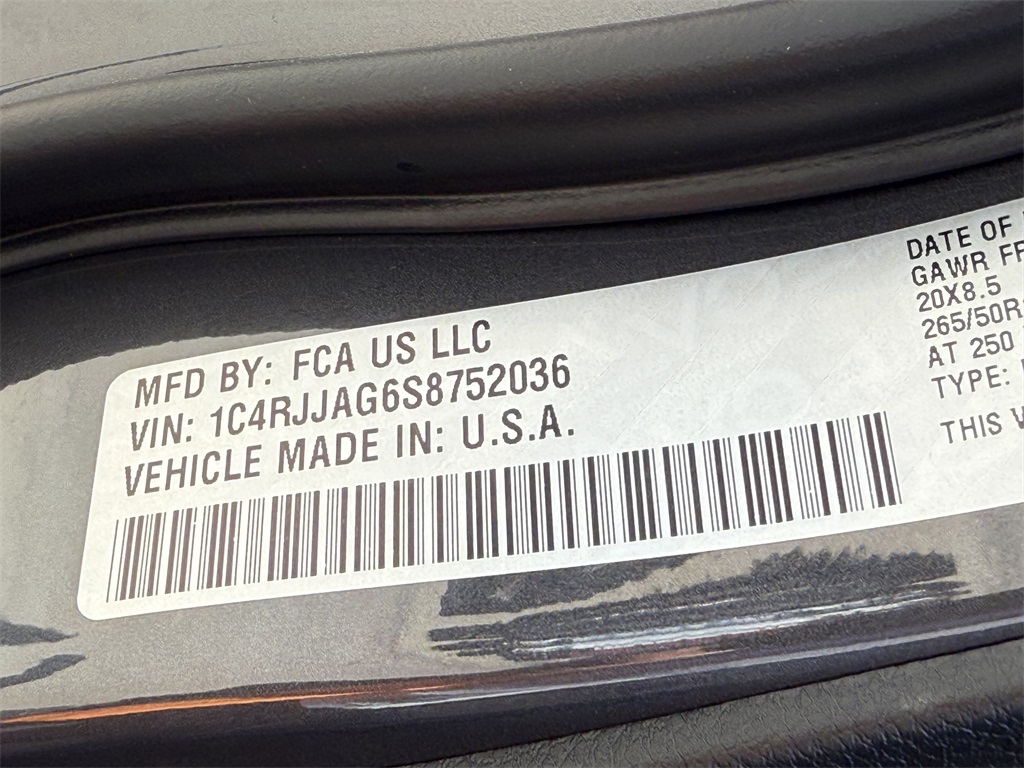 MFD BY: FCA US LLC
VIN: 1C4RJJAG6S8752036
VEHICLE MADE IN: U.S.A.
DATE OF
GAWR
20X8.5
265/50R
AT 250
TYPE:
THIS